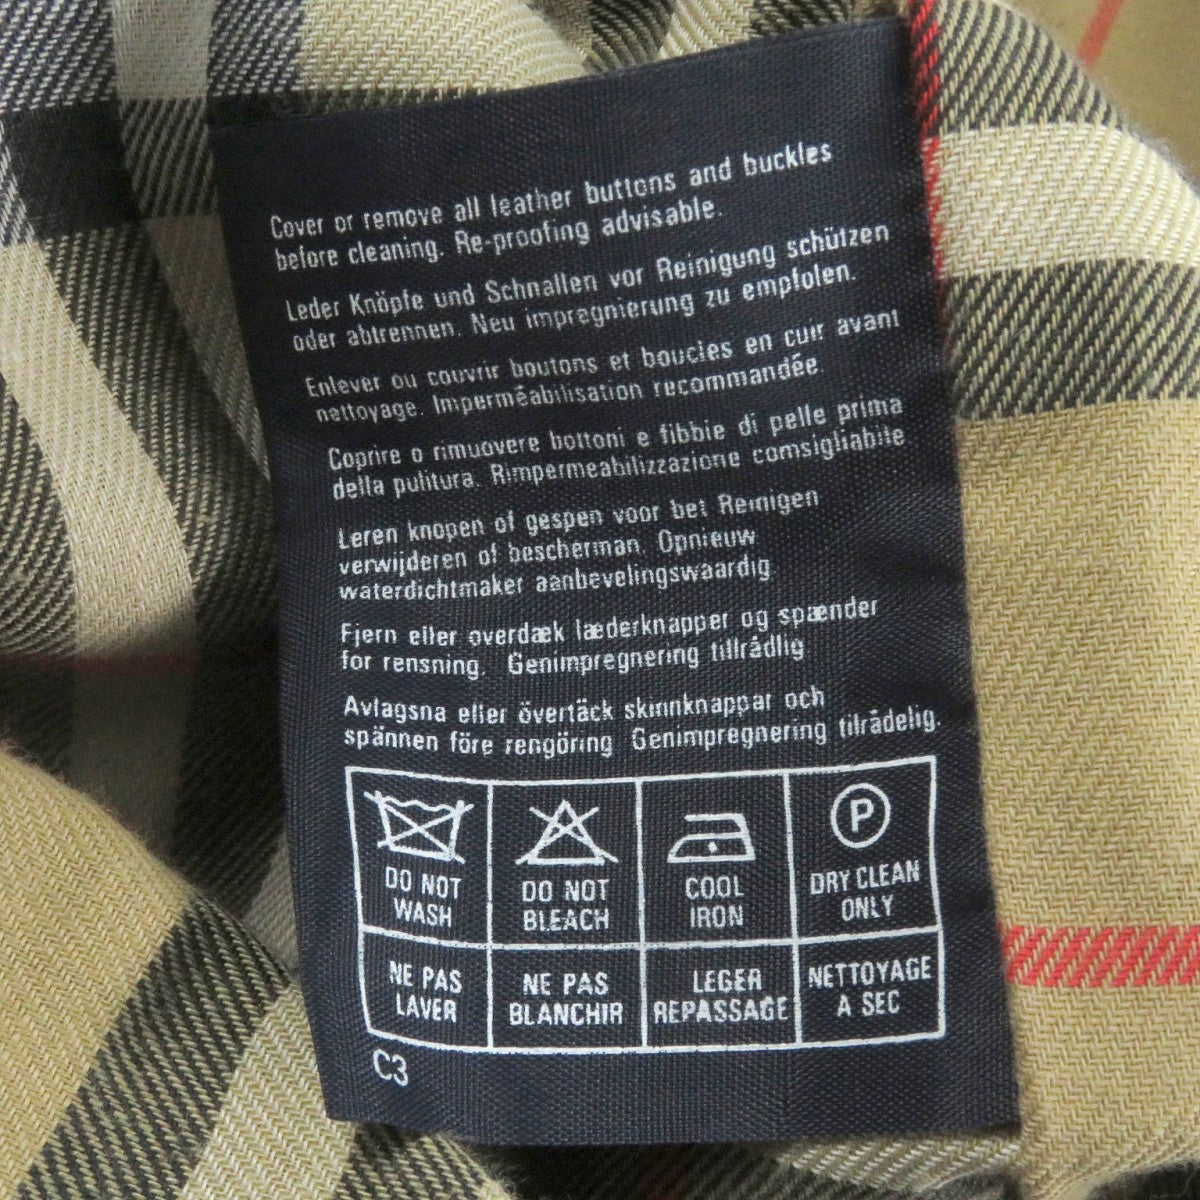 Cover or remove all leather buttons and buckles
before cleaning. Re-proofing advisable.
Leder Knöpfe und Schnallen vor Reinigung schützen
oder abtrennen. Neu impregnierung zu empfolen.
Enlever ou couvrir boutons et boucles en cuir avant
nettoyage. Imperméabilisation recommandée
Coprire o rimuovere bottoni e fibbie di pelle prima
della pulitura. Rimpermeabilizzazione comsigliabile
Leren knopen of gespen voor bet Reinigen
verwijderen of bescherman. Opnieuw
waterdichtmaker aanbevelingswaardig
Fjern eller overdæk læderknapper og spænder
for rensning. Genimpregnering tillrådlig
Avlagsna eller övertäck skinnknappar och
spännen före rengöring Genimpregnering tilrådelig.
P
DO NOT
WASH
DO NOT
BLEACH
COOL
IRON
DRY CLEAN
ONLY
NE PAS
LAVER
NE PAS
BLANCHIR
LEGER
REPASSAGE
NETTOYAGE
A SEC
C3